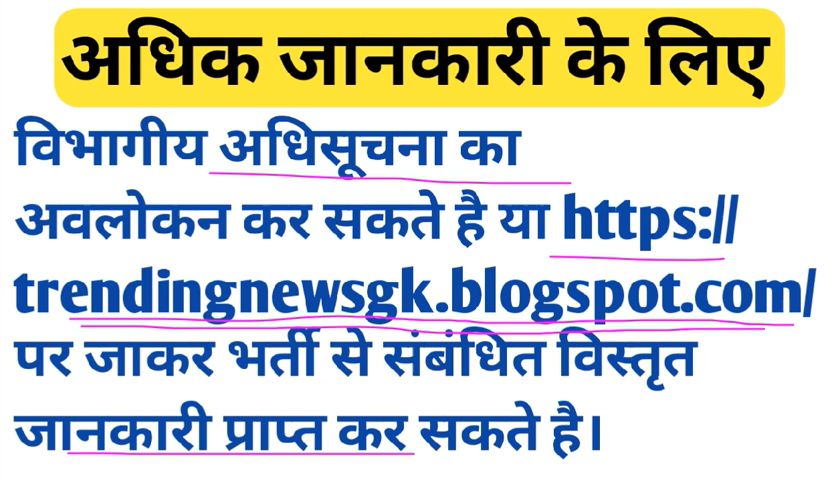 अधिक जानकारी के लिए
विभागीय अधिसूचना का
अवलोकन कर सकते है या https://
trendingnewsgk.blogspot.com/
पर जाकर भर्ती से संबंधित विस्तृत
जानकारी प्राप्त कर सकते है।